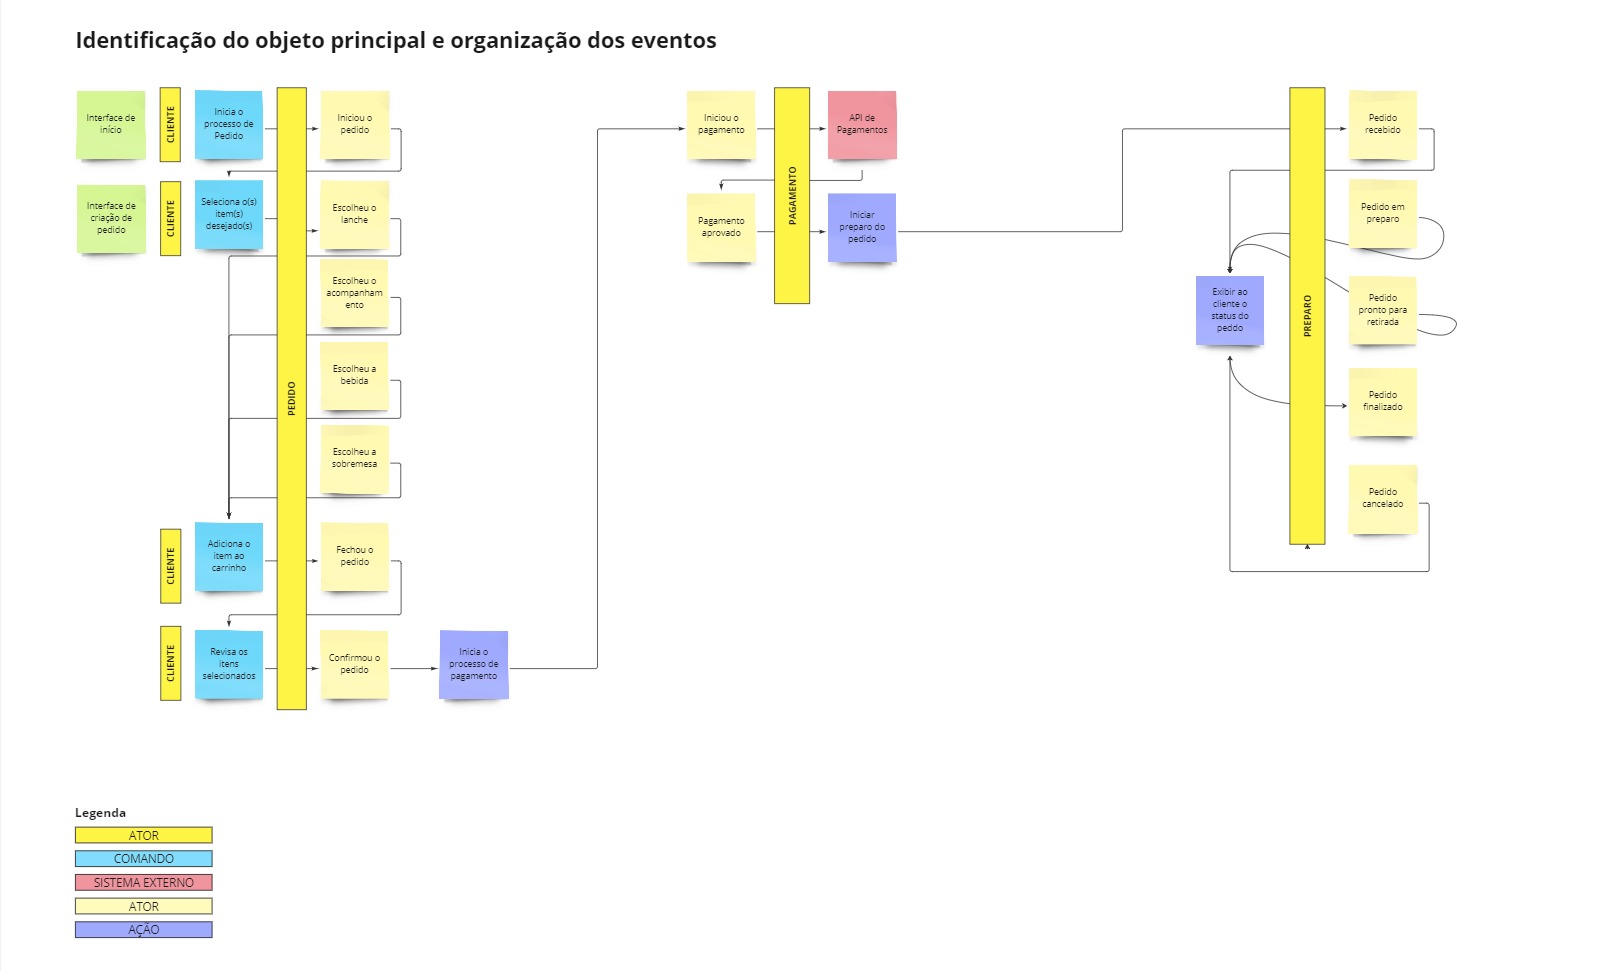 Identificação do objeto principal e organização dos eventos
Interface de
início
CLIENTE
Inicia o
processo de
Pedido
Iniciou o
pedido
Interface de
criação de
pedido
CLIENTE
Seleciona o(s)
item(s)
desejado(s)
Escolheu o
lanche
Escolheu o
acompanham
ento
Escolheu a
bebida
PEDIDO
Escolheu a
sobremesa
CLIENTE
Adiciona o
item ao
carrinho
Fechou o
pedido
CLIENTE
Revisa os
itens
selecionados
Confirmou o
pedido
Inicia o
processo de
pagamento
Iniciou o
pagamento
PAGAMENTO
API de
Pagamentos
Pagamento
aprovado
Iniciar
preparo do
pedido
Pedido
recebido
Pedido em
preparo
Exibir ao
cliente o
status do
peddo
PREPARO
Pedido
pronto para
retirada
Pedido
finalizado
Pedido
cancelado
Legenda
ATOR
COMANDO
SISTEMA EXTERNO
ATOR
AÇÃO